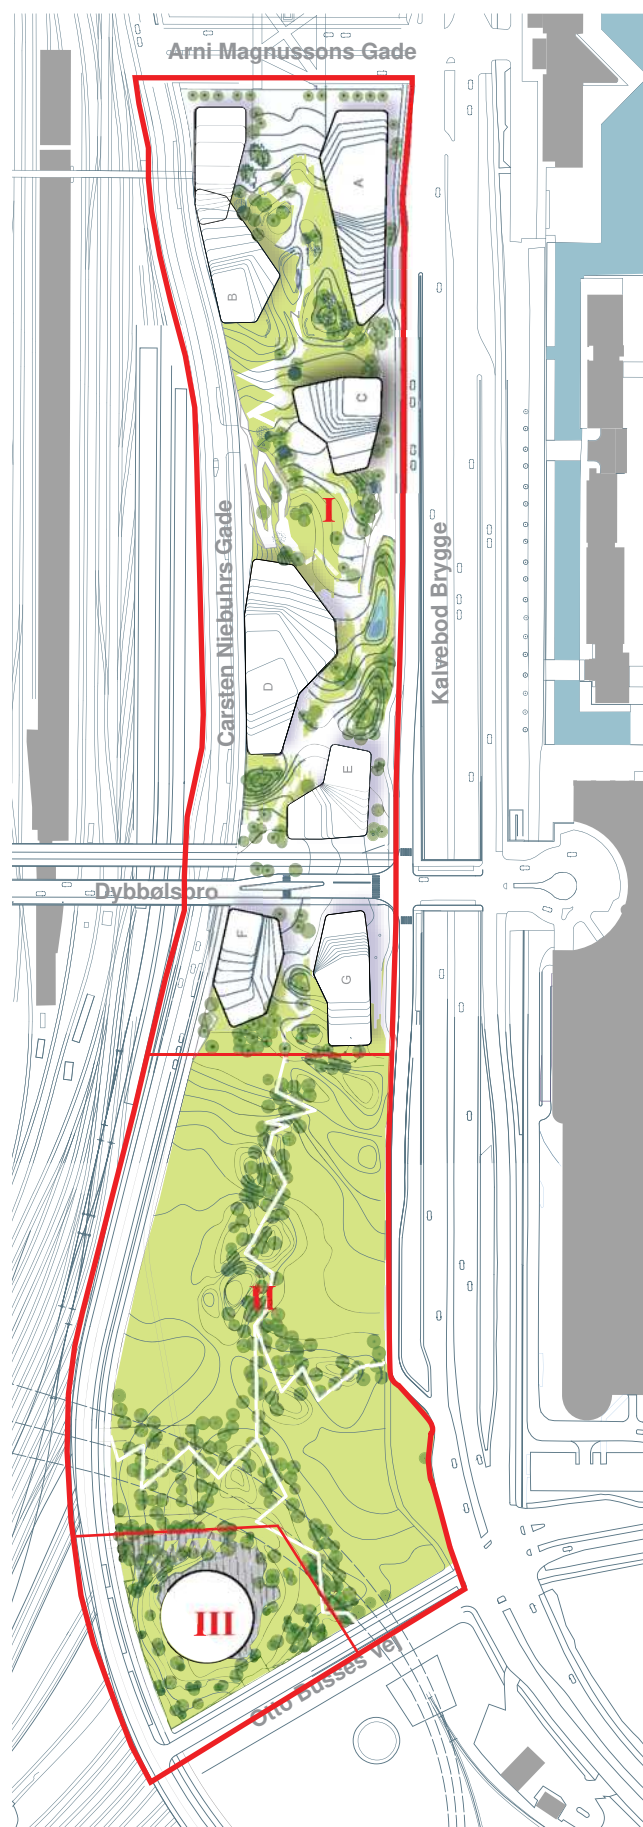 Arni Magnussons Gade
A
B
C
I
Carsten Niebuhrs Gade
Kalvebod Brygge
D
E
Dybbølsbro
F
G
II
III
Otto Busses Vej